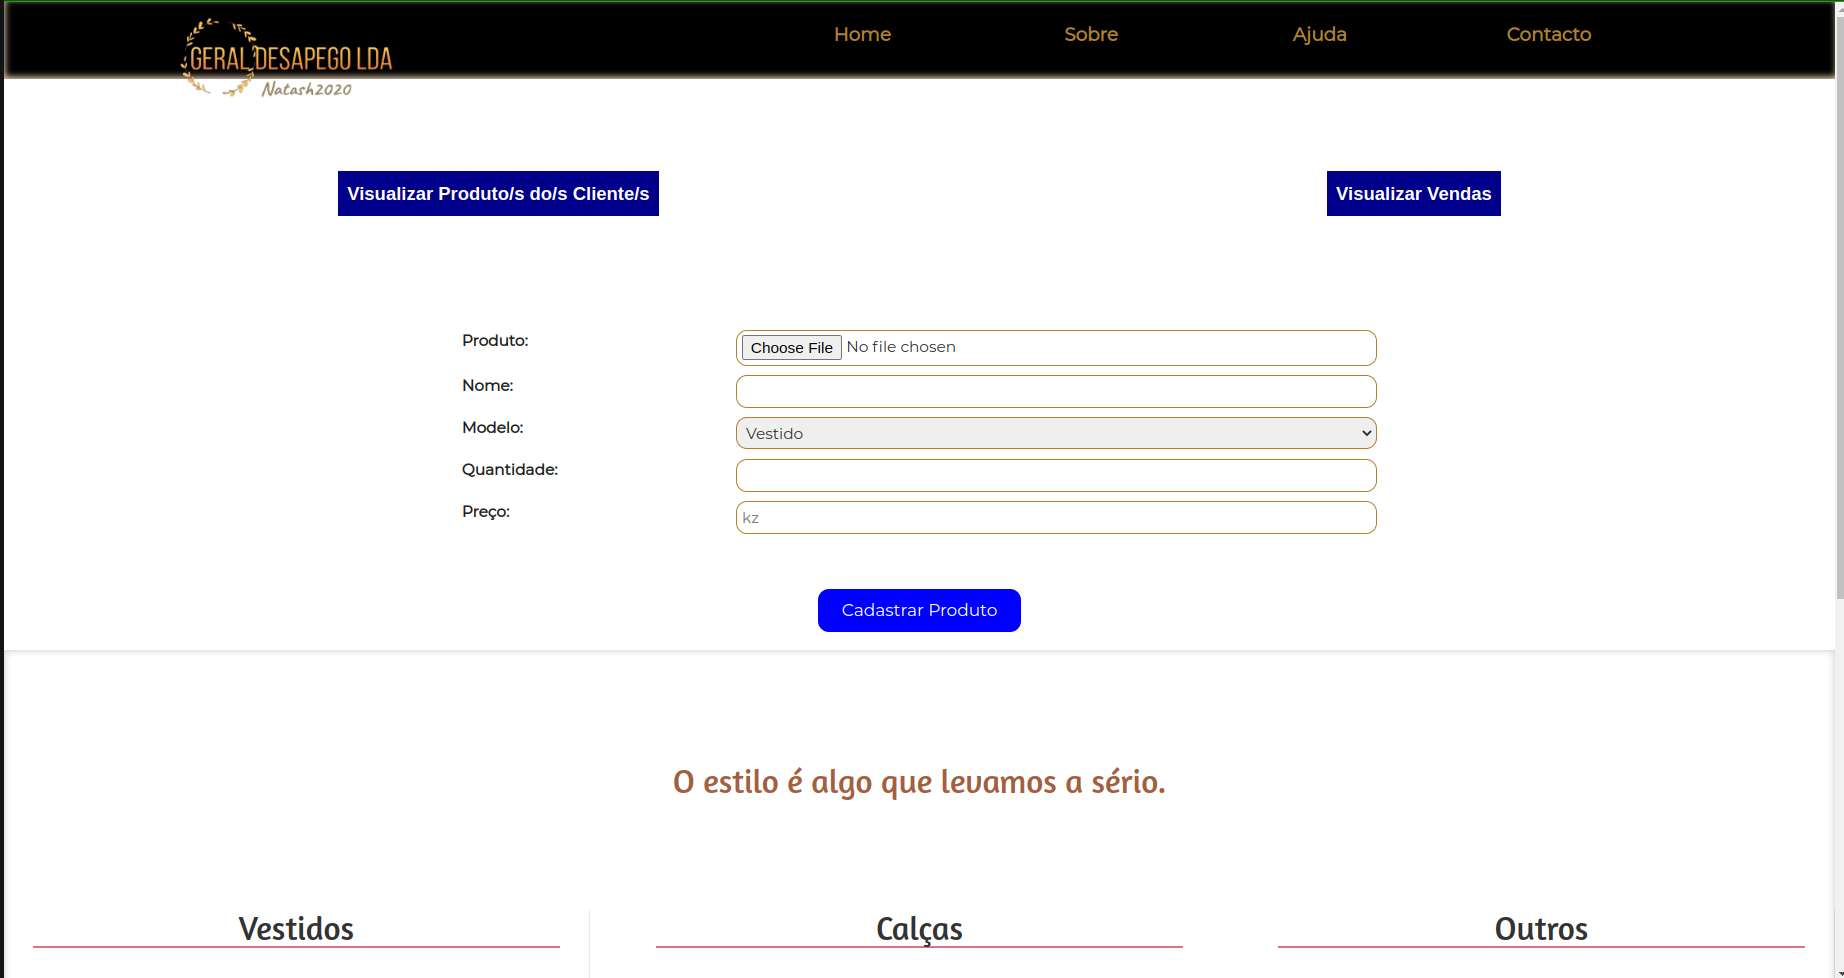 GERAL DESAPEGO LDA
Natash2020
Home Sobre Ajuda Contacto
Visualizar Produto/s do/s Cliente/s
Visualizar Vendas
Produto: Choose File No file chosen
Nome:
Modelo: Vestido
Quantidade:
Preço: kz
Cadastrar Produto
O estilo é algo que levamos a sério.
Vestidos Calças Outros